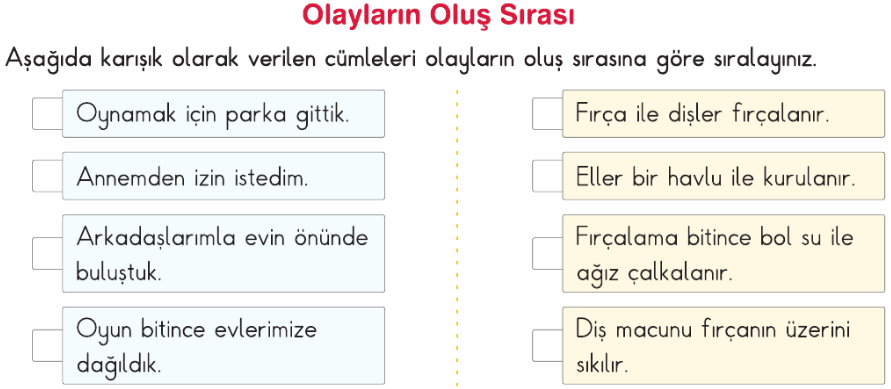 Olayların Oluş Sırası
Aşağıda karışık olarak verilen cümleleri olayların oluş sırasına göre sıralayınız.
Oynamak için parka gittik.
Annemden izin istedim.
Arkadaşlarımla evin önünde
buluştuk.
Oyun bitince evlerimize
dağıldık.
Fırça ile dişler fırçalanır.
Eller bir havlu ile kurulanır.
Fırçalama bitince bol su ile
ağız çalkalanır.
Diş macunu fırçanın üzerini
sıkılır.